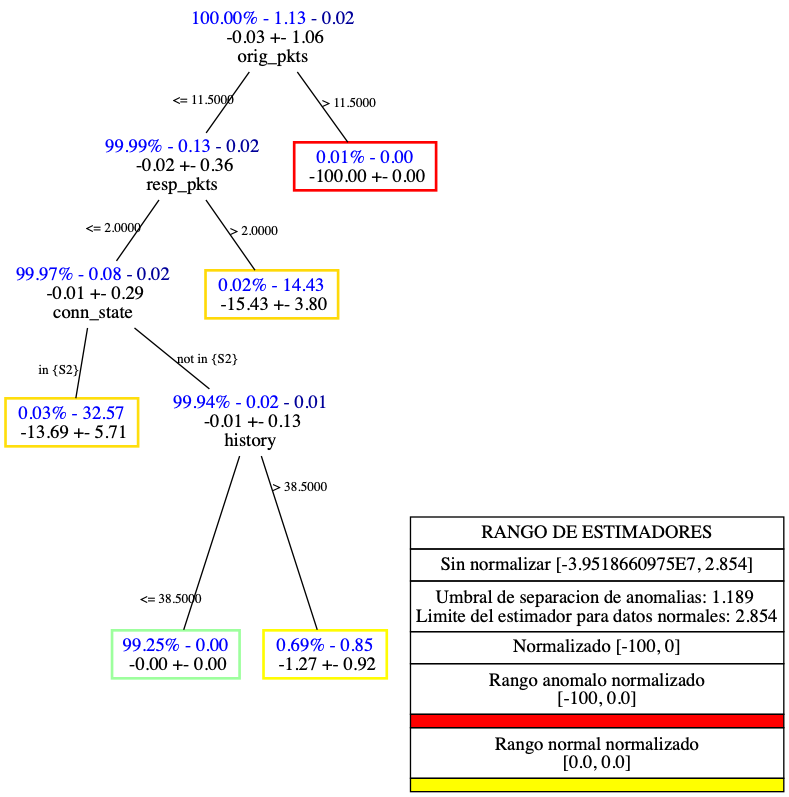 100.00% - 1.13 - 0.02
-0.03 +- 1.06
orig_pkts
<= 11.5000
> 11.5000
99.99% - 0.13 - 0.02
-0.02 +- 0.36
resp_pkts
0.01% - 0.00
-100.00 +- 0.00
<= 2.0000
> 2.0000
99.97% - 0.08 - 0.02
-0.01 +- 0.29
conn_state
0.02% - 14.43
-15.43 +- 3.80
in {S2}
not in {S2}
0.03% - 32.57
-13.69 +- 5.71
99.94% - 0.02 - 0.01
-0.01 +- 0.13
history
<= 38.5000
> 38.5000
99.25% - 0.00
-0.00 +- 0.00
0.69% - 0.85
-1.27 +- 0.92
RANGO DE ESTIMADORES
Sin normalizar [-3.9518660975E7, 2.854]
Umbral de separacion de anomalias: 1.189
Limite del estimador para datos normales: 2.854
Normalizado [-100, 0]
Rango anomalo normalizado
[-100, 0.0]
Rango normal normalizado
[0.0, 0.0]